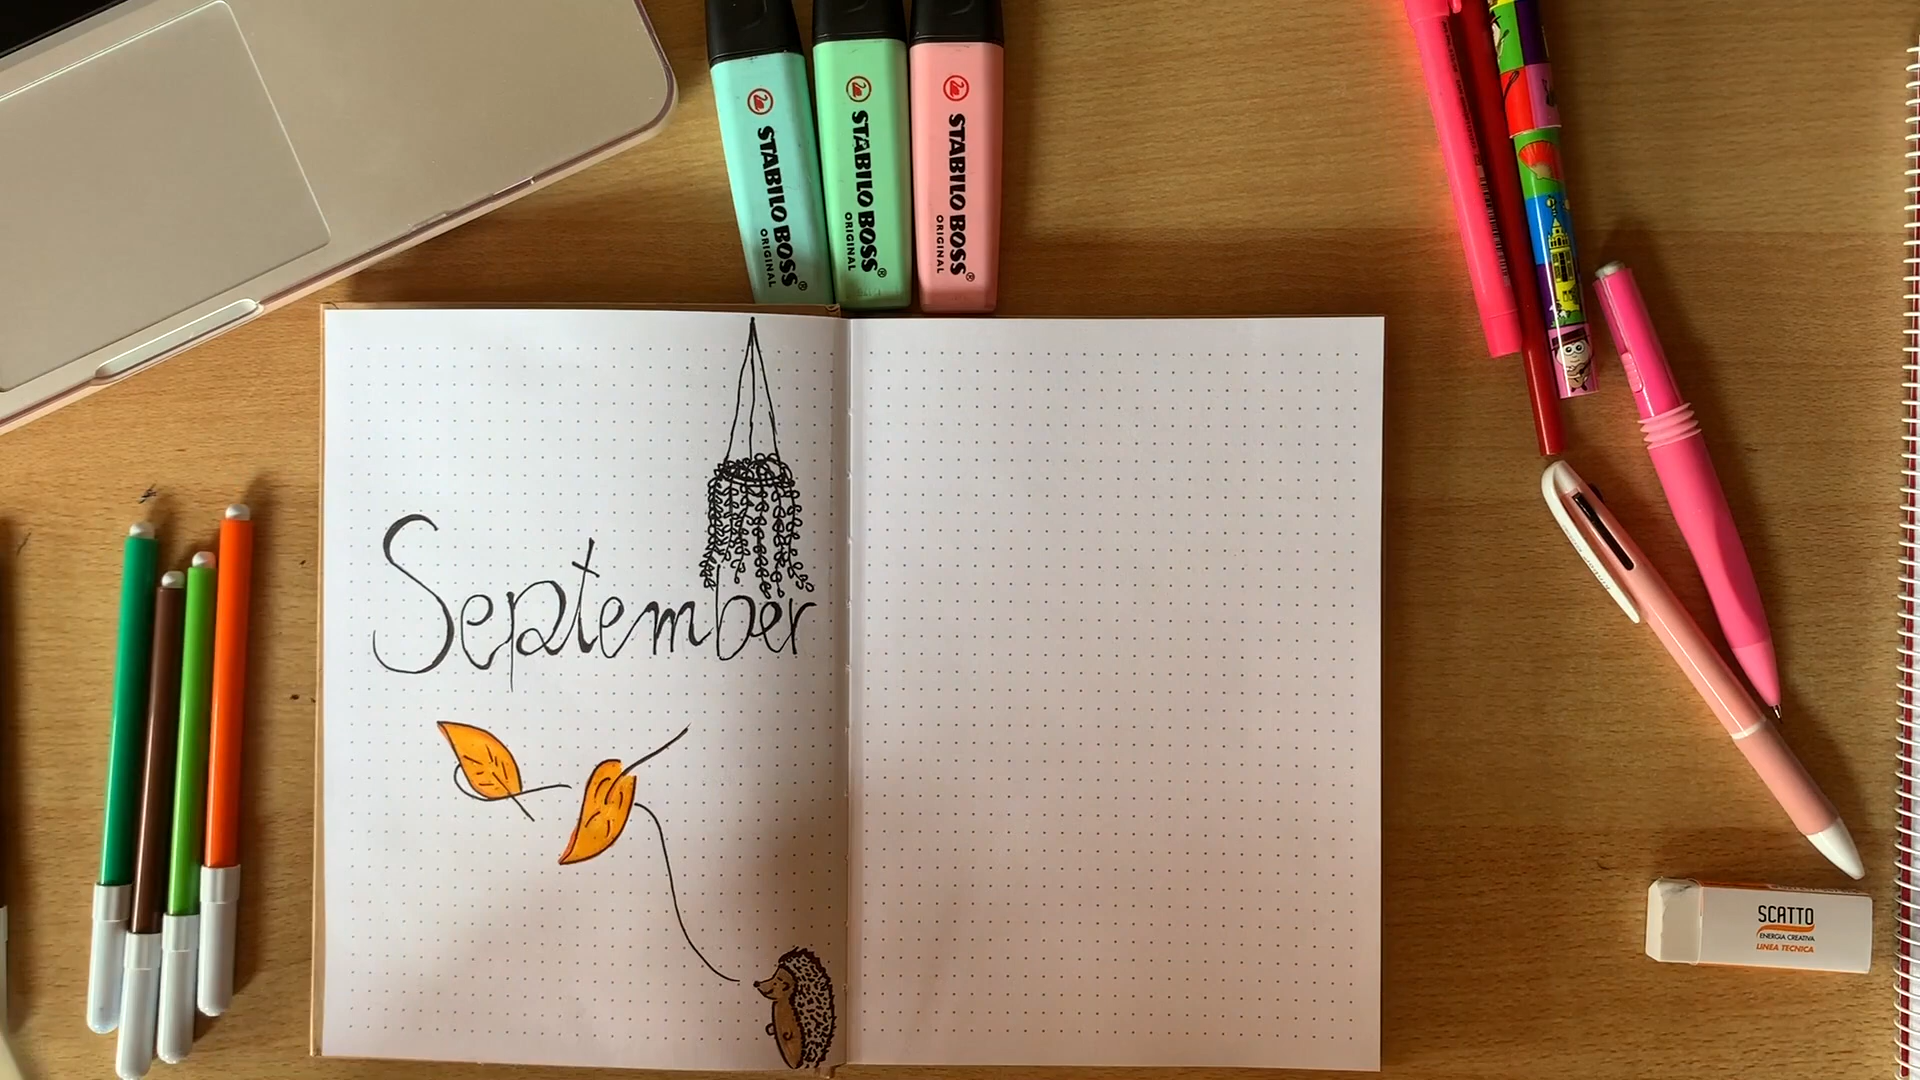 STABILO BOSS®
ORIGINAL
STABILO BOSS®
ORIGINAL
STABILO BOSS®
ORIGINAL
September
SCATTO
ENERGIA CREATIVA
LINEA TECNICA